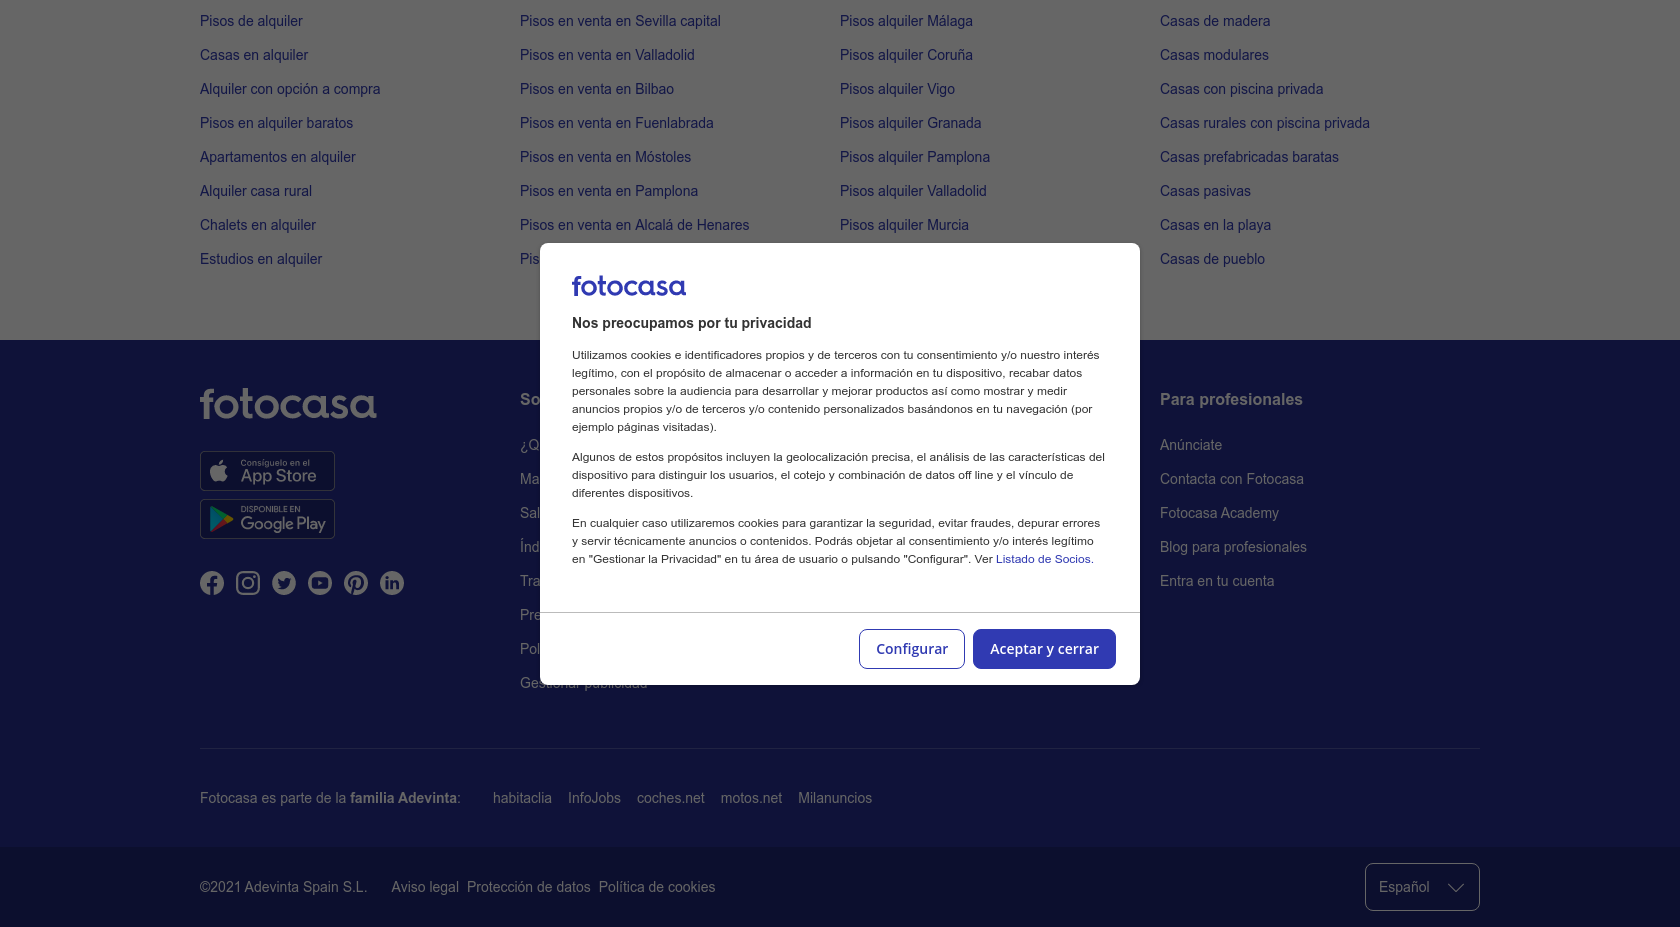 Pisos de alquiler
Casas en alquiler
Alquiler con opción a compra
Pisos en alquiler baratos
Apartamentos en alquiler
Alquiler casa rural
Chalets en alquiler
Estudios en alquiler
Pisos en venta en Sevilla capital
Pisos en venta en Valladolid
Pisos en venta en Bilbao
Pisos en venta en Fuenlabrada
Pisos en venta en Móstoles
Pisos en venta en Pamplona
Pisos en venta en Alcalá de Henares
Pisos alquiler Málaga
Pisos alquiler Coruña
Pisos alquiler Vigo
Pisos alquiler Granada
Pisos alquiler Pamplona
Pisos alquiler Valladolid
Pisos alquiler Murcia
Casas de madera
Casas modulares
Casas con piscina privada
Casas rurales con piscina privada
Casas prefabricadas baratas
Casas pasivas
Casas en la playa
Casas de pueblo
fotocasa
Nos preocupamos por tu privacidad
Utilizamos cookies e identificadores propios y de terceros con tu consentimiento y/o nuestro interés
legítimo, con el propósito de almacenar o acceder a información en tu dispositivo, recabar datos
personales sobre la audiencia para desarrollar y mejorar productos así como mostrar y medir
anuncios propios y/o de terceros y/o contenido personalizados basándonos en tu navegación (por
ejemplo páginas visitadas).
Algunos de estos propósitos incluyen la geolocalización precisa, el análisis de las características del
dispositivo para distinguir los usuarios, el cotejo y combinación de datos off line y el vínculo de
diferentes dispositivos.
En cualquier caso utilizaremos cookies para garantizar la seguridad, evitar fraudes, depurar errores
y servir técnicamente anuncios o contenidos. Podrás objetar al consentimiento y/o interés legítimo
en "Gestionar la Privacidad" en tu área de usuario o pulsando "Configurar". Ver Listado de Socios.
Configurar
Aceptar y cerrar
fotocasa
Consíguelo en el
App Store
DISPONIBLE EN
Google Play
Para profesionales
Anúnciate
Contacta con Fotocasa
Fotocasa Academy
Blog para profesionales
Entra en tu cuenta
Fotocasa es parte de la familia Adevinta: habitaclia InfoJobs coches.net motos.net Milanuncios
©2021 Adevinta Spain S.L. Aviso legal Protección de datos Política de cookies
Español